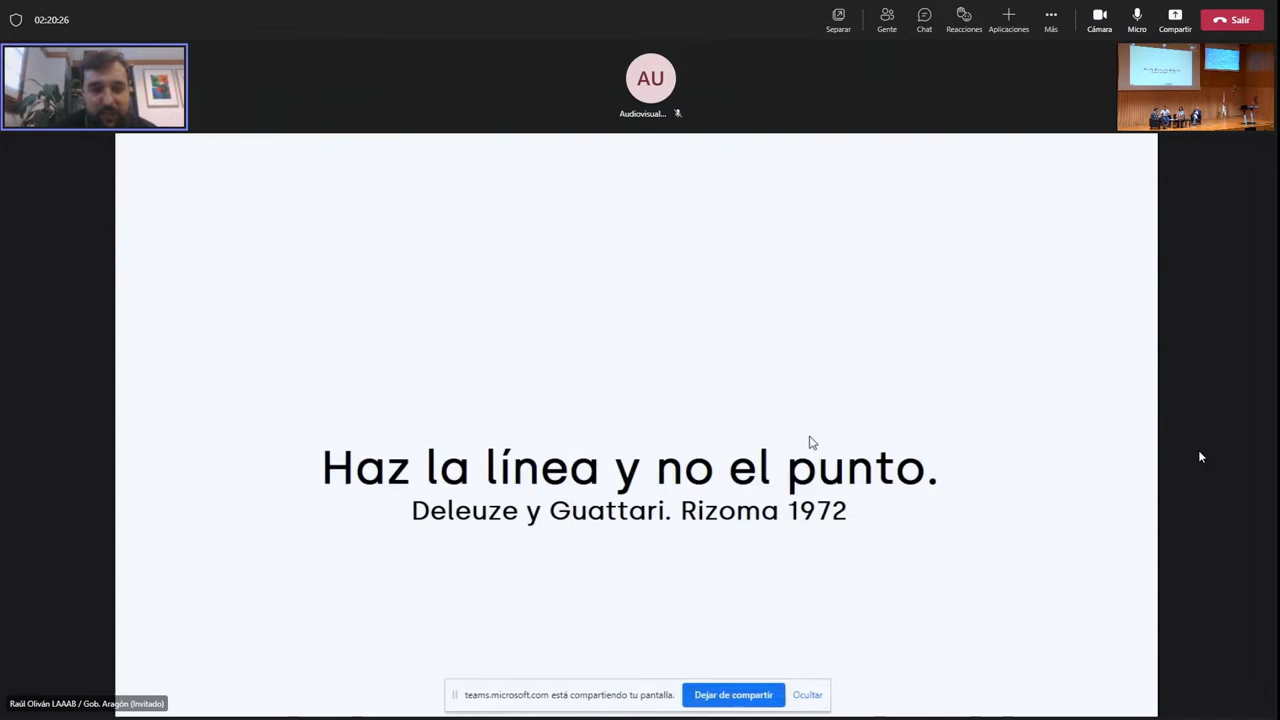 02:20:26
Separar
Gente
Chat
Reacciones
Aplicaciones
Más
Cámara
Micro
Compartir
Salir
AU
Audiovisual...
Haz la línea y no el punto.
Deleuze y Guattari. Rizoma 1972
teams.microsoft.com está compartiendo tu pantalla.
Dejar de compartir
Ocultar
Raúl Oliván LAAAB / Gob. Aragón (Invitado)